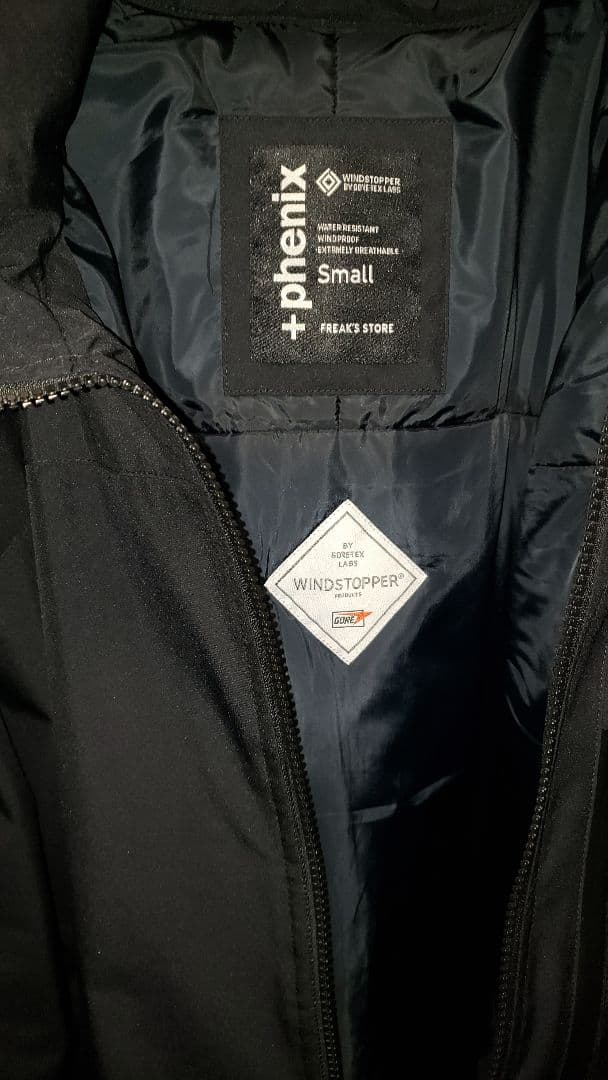 +phenix
WINDSTOPPER
BY GORE-TEX LABS
WATER RESISTANT
WINDPROOF
EXTRMELY BREATHABLE
Small
FREAK'S STORE
BY
GORE-TEX
LABS
WINDSTOPPER®
PRODUCTS
GORE